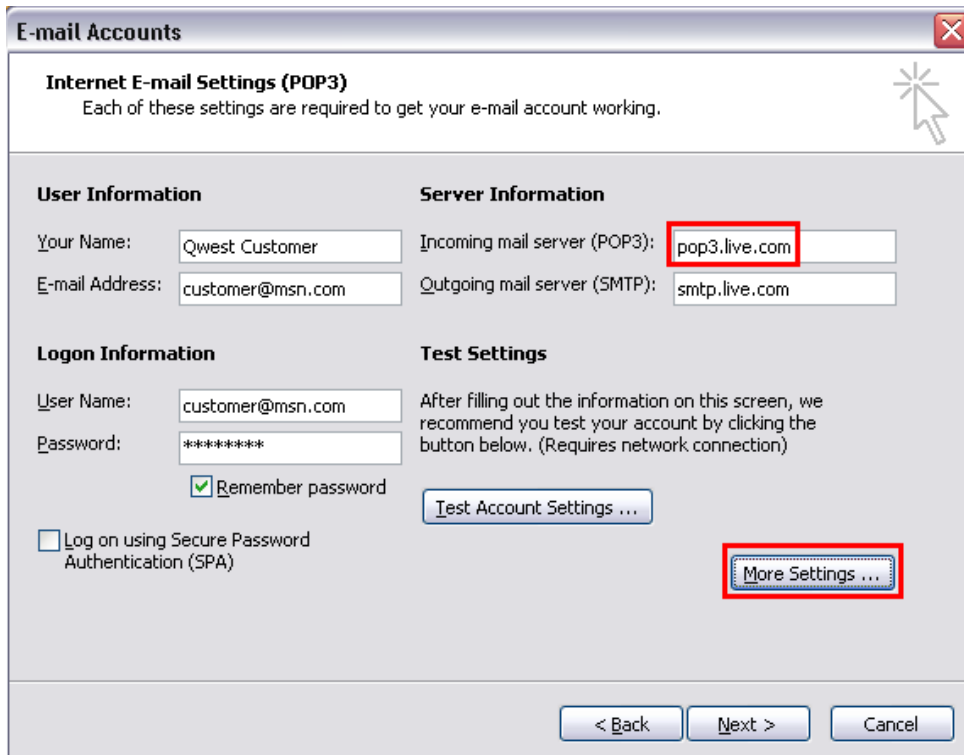 E-mail Accounts
Internet E-mail Settings (POP3)
Each of these settings are required to get your e-mail account working.
User Information
Your Name:
Qwest Customer
E-mail Address:
customer@msn.com
Server Information
Incoming mail server (POP3):
pop3.live.com
Outgoing mail server (SMTP):
smtp.live.com
Logon Information
User Name:
customer@msn.com
Password:
********
Remember password
Log on using Secure Password
Authentication (SPA)
Test Settings
After filling out the information on this screen, we
recommend you test your account by clicking the
button below. (Requires network connection)
Test Account Settings ...
More Settings ...
< Back
Next >
Cancel